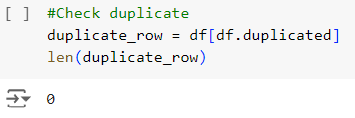 [ ] #Check duplicate
duplicate_row = df[df.duplicated]
len(duplicate_row)
0